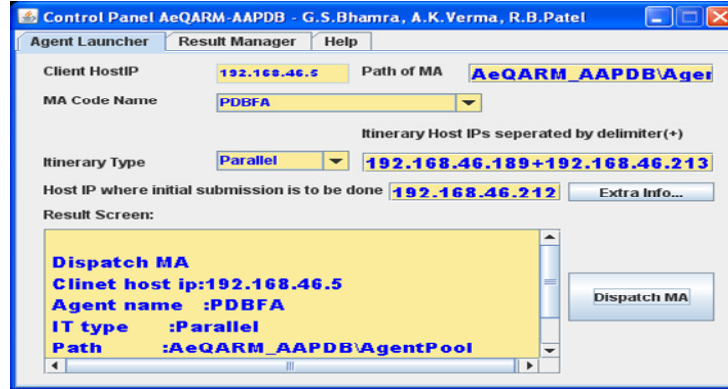 Control Panel AeQARM-AAPDB - G.S.Bhamra, A.K.Verma, R.B.Patel
Agent Launcher Result Manager Help
Client HostIP 192.168.46.5 Path of MA AeQARM_AAPDB\Agen
MA Code Name PDBFA
Itinerary Host IPs seperated by delimiter(+)
Itinerary Type Parallel 192.168.46.189+192.168.46.213
Host IP where initial submission is to be done 192.168.46.212 Extra Info...
Result Screen:
Dispatch MA
Clinet host ip:192.168.46.5
Agent name :PDBFA
IT type :Parallel
Path :AeQARM_AAPDB\AgentPool
Dispatch MA